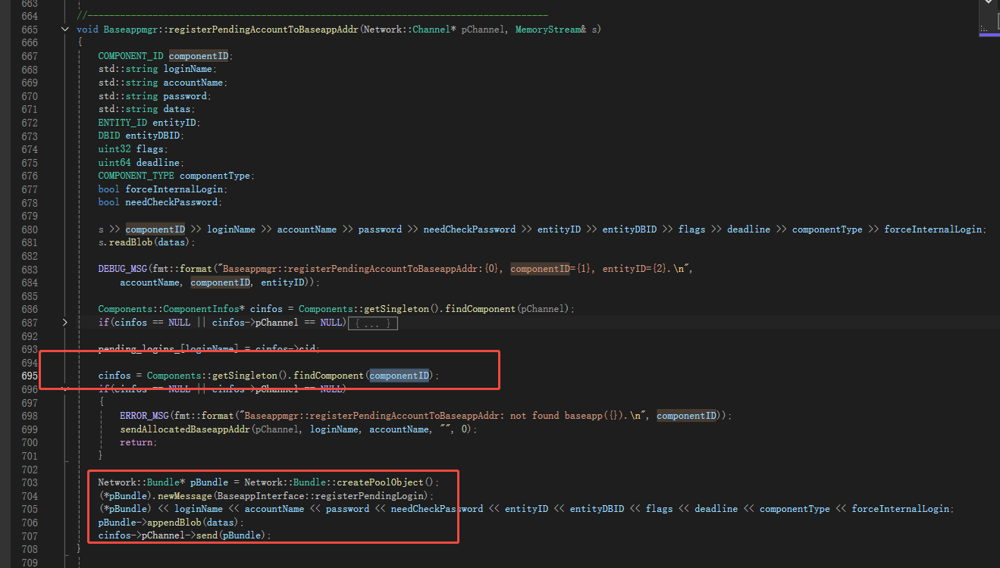 663
664 //-------------------------------------------------------------------------------------
665 void Baseappmgr::registerPendingAccountToBaseappAddr(Network::Channel* pChannel, MemoryStream& s)
666 {
667 COMPONENT_ID componentID;
668 std::string loginName;
669 std::string accountName;
670 std::string password;
671 std::string datas;
672 ENTITY_ID entityID;
673 DBID entityDBID;
674 uint32 flags;
675 uint64 deadline;
676 COMPONENT_TYPE componentType;
677 bool forceInternalLogin;
678 bool needCheckPassword;
679
680 s >> componentID >> loginName >> accountName >> password >> needCheckPassword >> entityID >> entityDBID >> flags >> deadline >> componentType >> forceInternalLogin;
681 s.readBlob(datas);
682
683 DEBUG_MSG(fmt::format("Baseappmgr::registerPendingAccountToBaseappAddr:{0}, componentID={1}, entityID={2}.\n",
684 accountName, componentID, entityID));
685
686 Components::ComponentInfos* cinfos = Components::getSingleton().findComponent(pChannel);
687 if(cinfos == NULL || cinfos->pChannel == NULL){ ... }
692
693 pending_logins_[loginName] = cinfos->cid;
694
695 cinfos = Components::getSingleton().findComponent(componentID);
696 if(cinfos == NULL || cinfos->pChannel == NULL)
697 {
698 ERROR_MSG(fmt::format("Baseappmgr::registerPendingAccountToBaseappAddr: not found baseapp({}).\n", componentID));
699 sendAllocatedBaseappAddr(pChannel, loginName, accountName, "", 0);
700 return;
701 }
702
703 Network::Bundle* pBundle = Network::Bundle::createPoolObject();
704 (*pBundle).newMessage(BaseappInterface::registerPendingLogin);
705 (*pBundle) << loginName << accountName << password << needCheckPassword << entityID << entityDBID << flags << deadline << componentType << forceInternalLogin;
706 pBundle->appendBlob(datas);
707 cinfos->pChannel->send(pBundle);
708 }
709